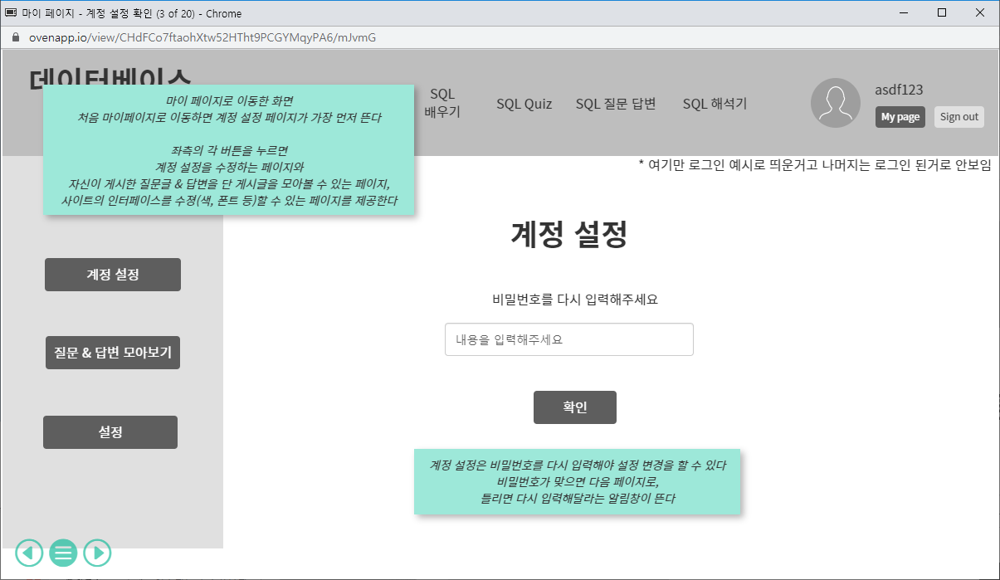 마이 페이지 - 계정 설정 확인 (3 of 20) - Chrome
ovenapp.io/view/CHdFCo7ftaohXtw52HTht9PCGYMqyPA6/mJvmG
데이터베이스
SQL
배우기
SQL Quiz
SQL 질문 답변
SQL 해석기
asdf123
My page
Sign out
마이 페이지로 이동한 화면
처음 마이페이지로 이동하면 계정 설정 페이지가 가장 먼저 뜬다
좌측의 각 버튼을 누르면
계정 설정을 수정하는 페이지와
자신이 게시한 질문글 & 답변을 단 게시글을 모아볼 수 있는 페이지,
사이트의 인터페이스를 수정(색, 폰트 등)할 수 있는 페이지를 제공한다
* 여기만 로그인 예시로 띄운거고 나머지는 로그인 된거로 안보임
계정 설정
질문 & 답변 모아보기
설정
계정 설정
비밀번호를 다시 입력해주세요
내용을 입력해주세요
확인
계정 설정은 비밀번호를 다시 입력해야 설정 변경을 할 수 있다
비밀번호가 맞으면 다음 페이지로,
틀리면 다시 입력해달라는 알림창이 뜬다